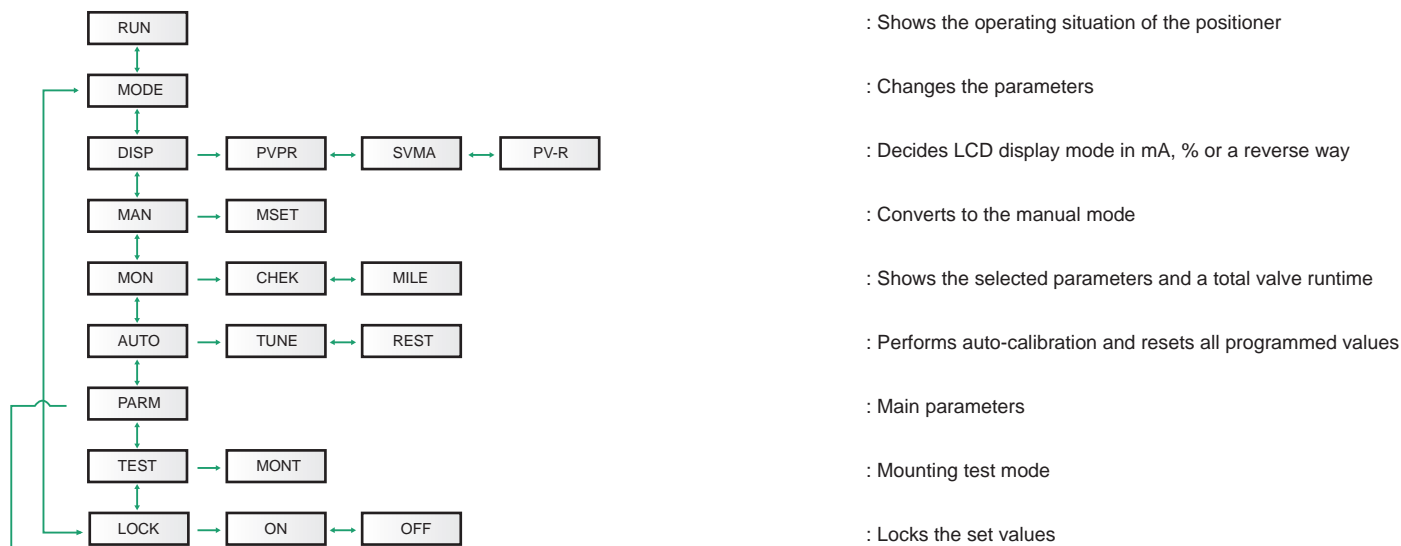 RUN : Shows the operating situation of the positioner
MODE : Changes the parameters
DISP PVPR SVMA PV-R : Decides LCD display mode in mA, % or a reverse way
MAN MSET : Converts to the manual mode
MON CHEK MILE : Shows the selected parameters and a total valve runtime
AUTO TUNE REST : Performs auto-calibration and resets all programmed values
PARM : Main parameters
TEST MONT : Mounting test mode
LOCK ON OFF : Locks the set values